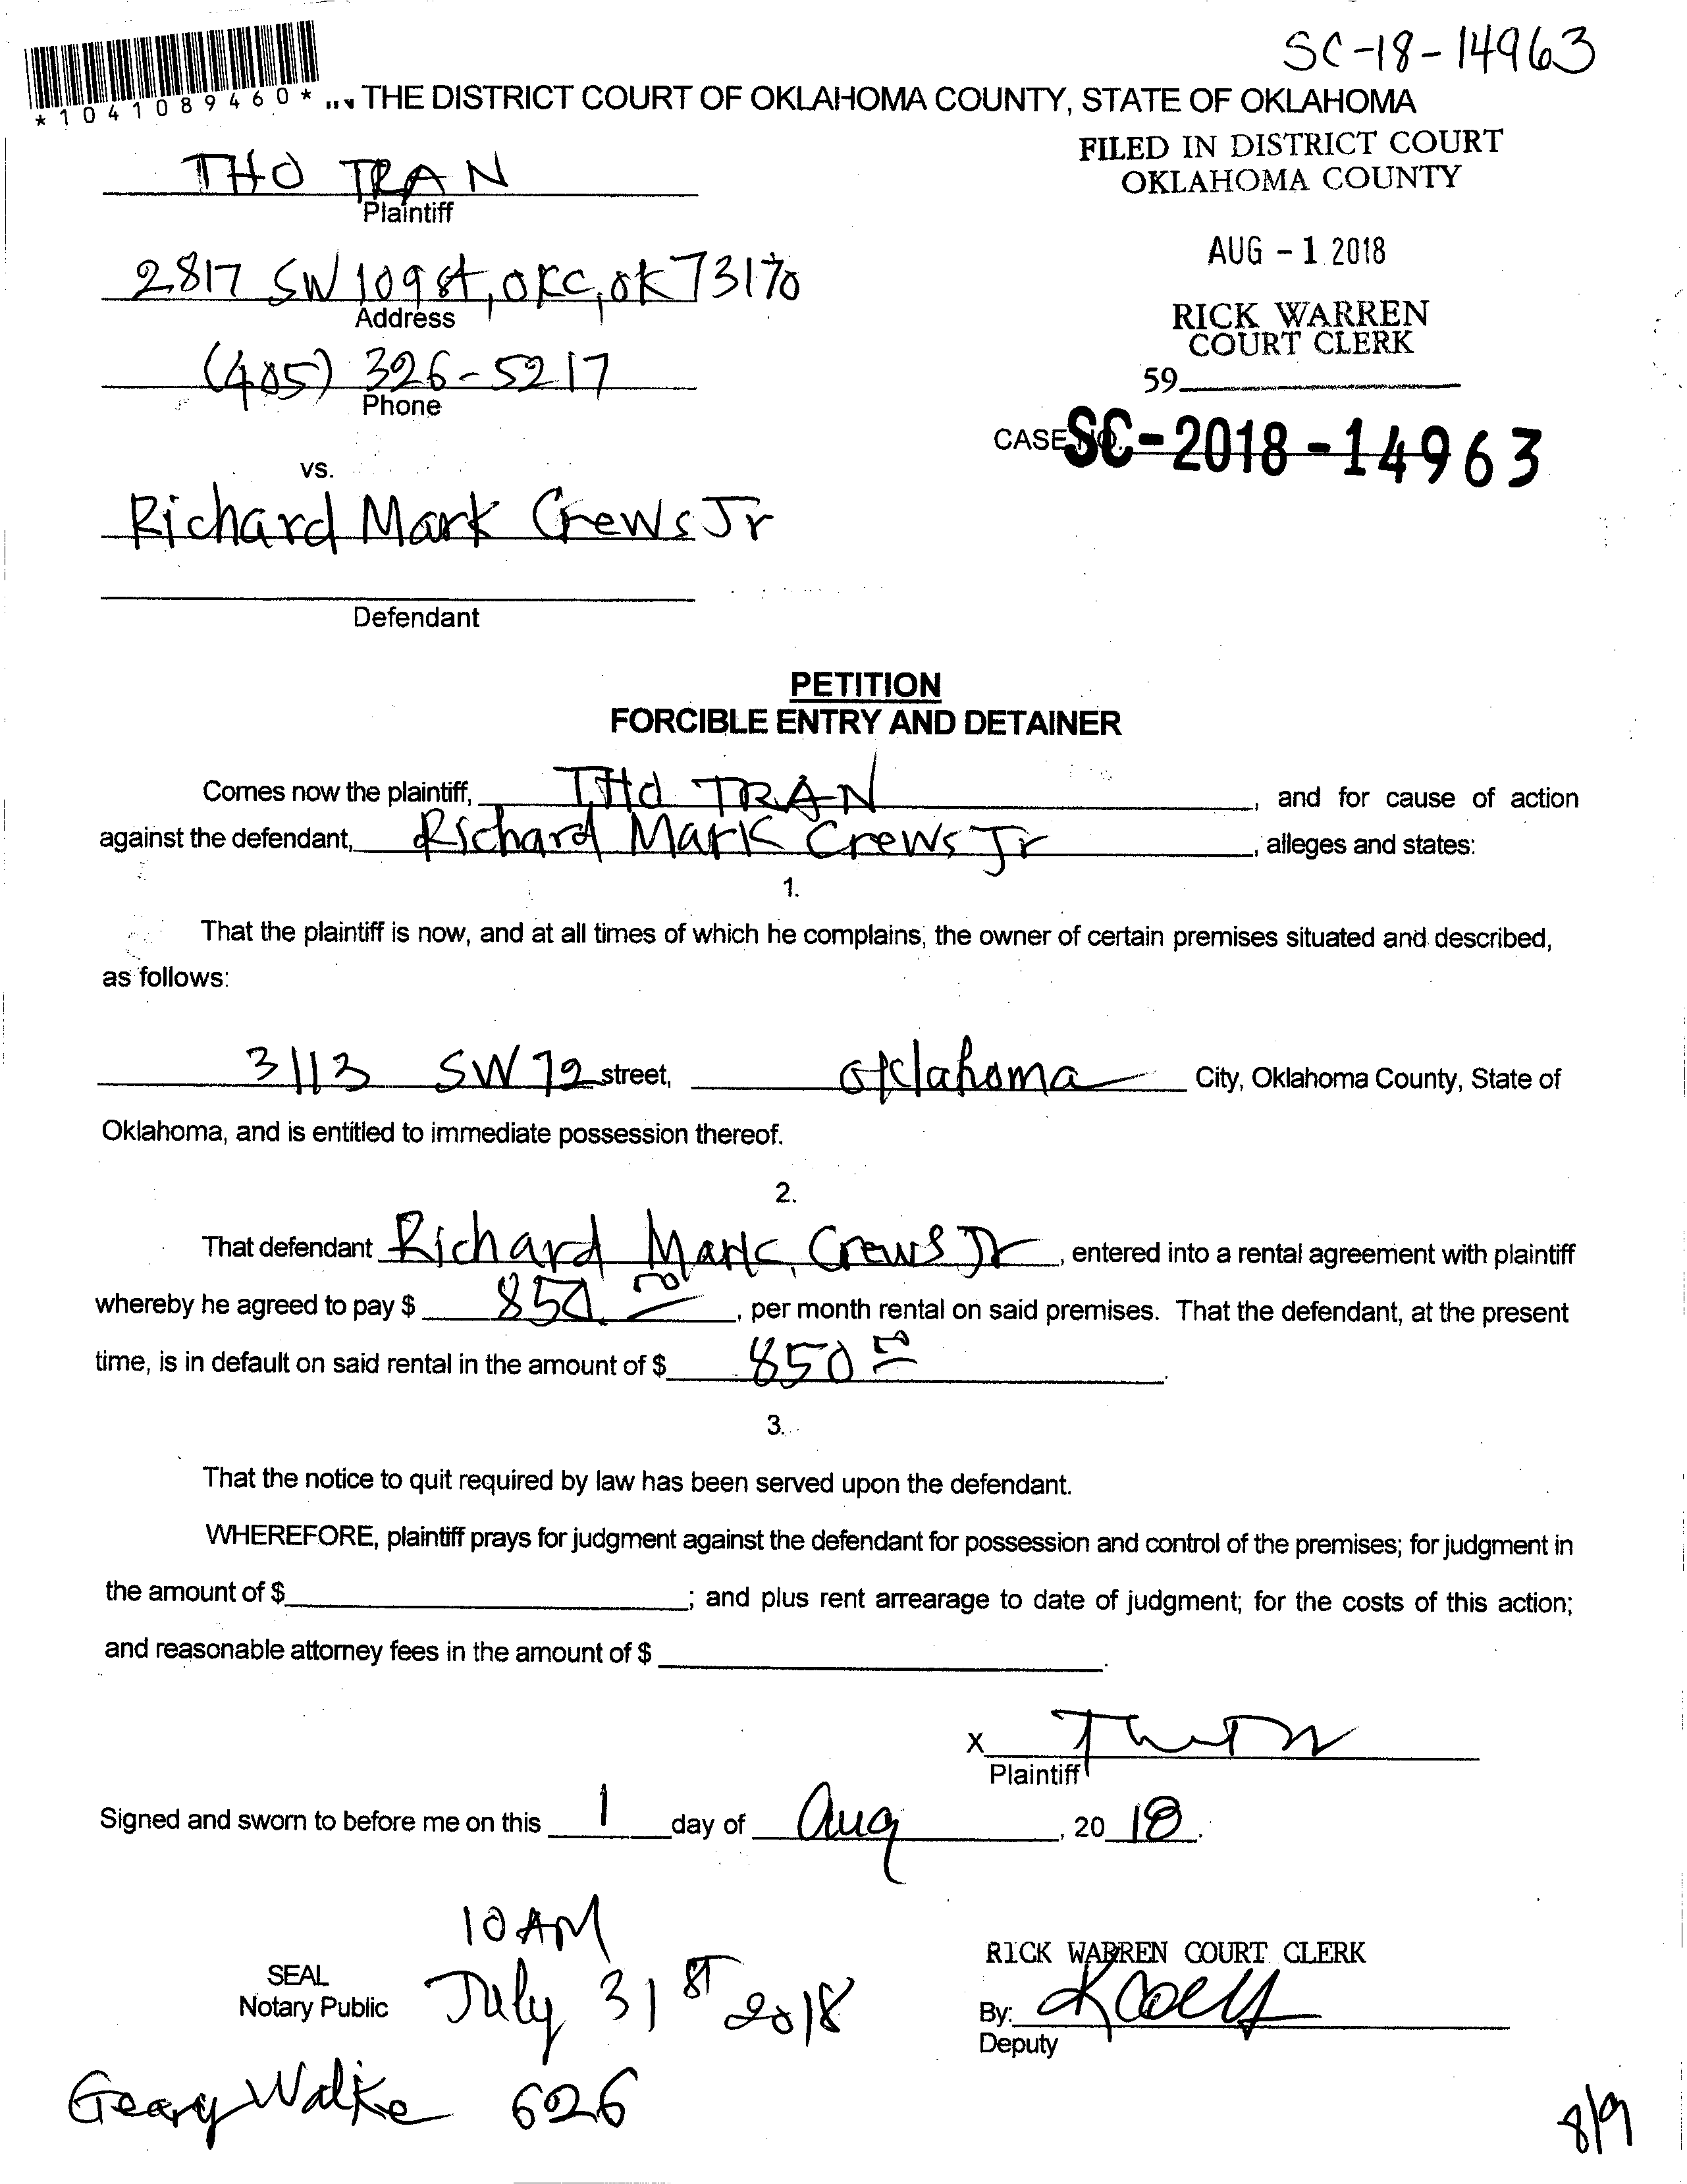 SC-18-14963
*1041089460*
THE DISTRICT COURT OF OKLAHOMA COUNTY, STATE OF OKLAHOMA
FILED IN DISTRICT COURT
OKLAHOMA COUNTY
THO TRAN
Plaintiff
AUG - 1 2018
2817 SW 109 st, OKC, OK 73170
Address
RICK WARREN
COURT CLERK
(405) 326-5217
Phone
59
CASE NO. SC-2018-14963
vs.
Richard Mark Crews Jr
Defendant
PETITION
FORCIBLE ENTRY AND DETAINER
Comes now the plaintiff, THO TRAN, and for cause of action
against the defendant, Richard Mark Crews Jr, alleges and states:
1.
That the plaintiff is now, and at all times of which he complains, the owner of certain premises situated and described,
as follows:
3113 SW 72 street, Oklahoma City, Oklahoma County, State of
Oklahoma, and is entitled to immediate possession thereof.
2.
That defendant Richard Mark, Crews Jr, entered into a rental agreement with plaintiff
whereby he agreed to pay $ 850.00, per month rental on said premises. That the defendant, at the present
time, is in default on said rental in the amount of $ 850 00.
3.
That the notice to quit required by law has been served upon the defendant.
WHEREFORE, plaintiff prays for judgment against the defendant for possession and control of the premises; for judgment in
the amount of $ ; and plus rent arrearage to date of judgment; for the costs of this action;
and reasonable attorney fees in the amount of $ .
X
Plaintiff
Signed and sworn to before me on this 1 day of Aug, 2018.
10 AM
RICK WARREN COURT CLERK
SEAL
Notary Public
July 31st 2018
By:
Deputy
Geary Walke 626
8/9